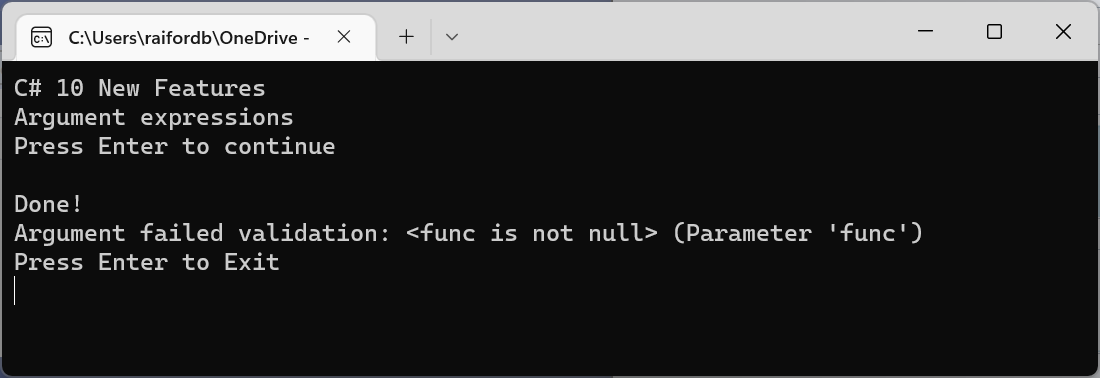 C:\Users\raifordb\OneDrive -
C# 10 New Features
Argument expressions
Press Enter to continue
Done!
Argument failed validation: <func is not null> (Parameter 'func')
Press Enter to Exit